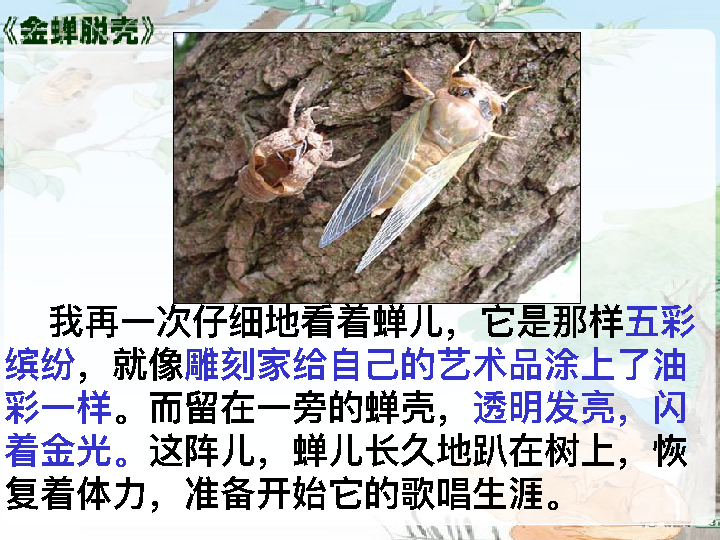 《金蝉脱壳》
我再一次仔细地看着蝉儿，它是那样五彩
缤纷，就像雕刻家给自己的艺术品涂上了油
彩一样。而留在一旁的蝉壳，透明发亮，闪
着金光。这阵儿，蝉儿长久地趴在树上，恢
复着体力，准备开始它的歌唱生涯。